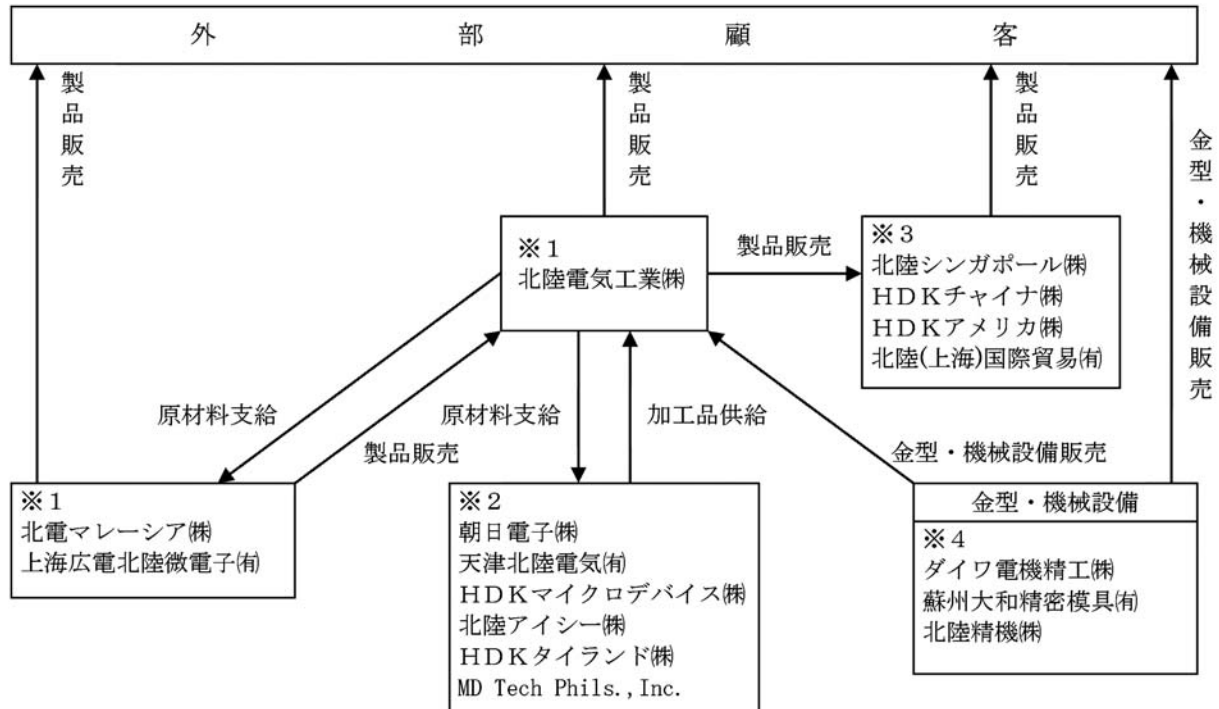 外部顧客
製品販売
製品販売
製品販売
金型・機械設備販売
※1
北陸電気工業㈱
製品販売
※3
北陸シンガポール㈱
HDKチャイナ㈱
HDKアメリカ㈱
北陸(上海)国際貿易㈲
原材料支給
製品販売
原材料支給
加工品供給
金型・機械設備販売
※1
北電マレーシア㈱
上海広電北陸微電子㈲
※2
朝日電子㈱
天津北陸電気㈲
HDKマイクロデバイス㈱
北陸アイシー㈱
HDKタイランド㈱
MD Tech Phils.,Inc.
金型・機械設備
※4
ダイワ電機精工㈱
蘇州大和精密模具㈲
北陸精機㈱